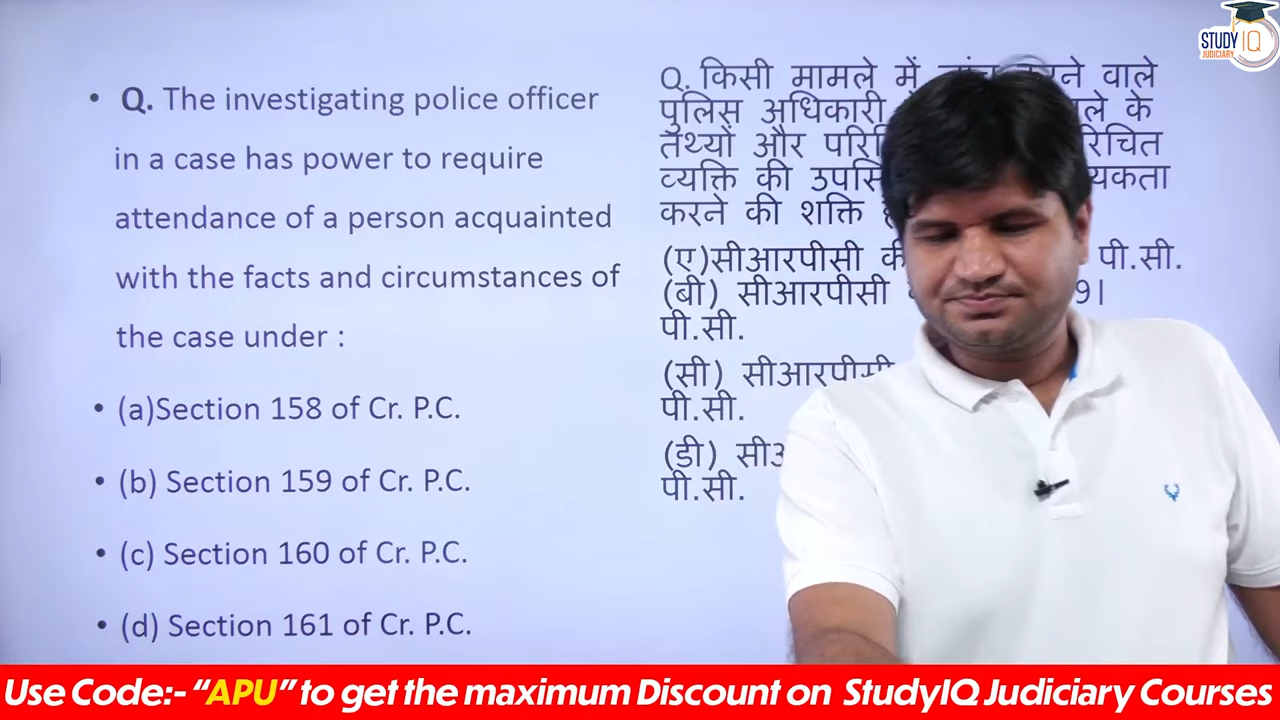 STUDY IQ
JUDICIARY
• Q. The investigating police officer
in a case has power to require
attendance of a person acquainted
with the facts and circumstances of
the case under :
• (a)Section 158 of Cr. P.C.
• (b) Section 159 of Cr. P.C.
• (c) Section 160 of Cr. P.C.
• (d) Section 161 of Cr. P.C.
Q. किसी मामले में वाले
पुलिस अधिकारी के
तथ्यों और
व्यक्ति की
करने की शक्ति
(ए)सीआरपीसी पी.सी.
(बी) सीआरपीसी 9।
पी.सी.
(सी)
पी.सी.
(डी)
पी.सी.
Use Code:- “APU” to get the maximum Discount on StudyIQ Judiciary Courses